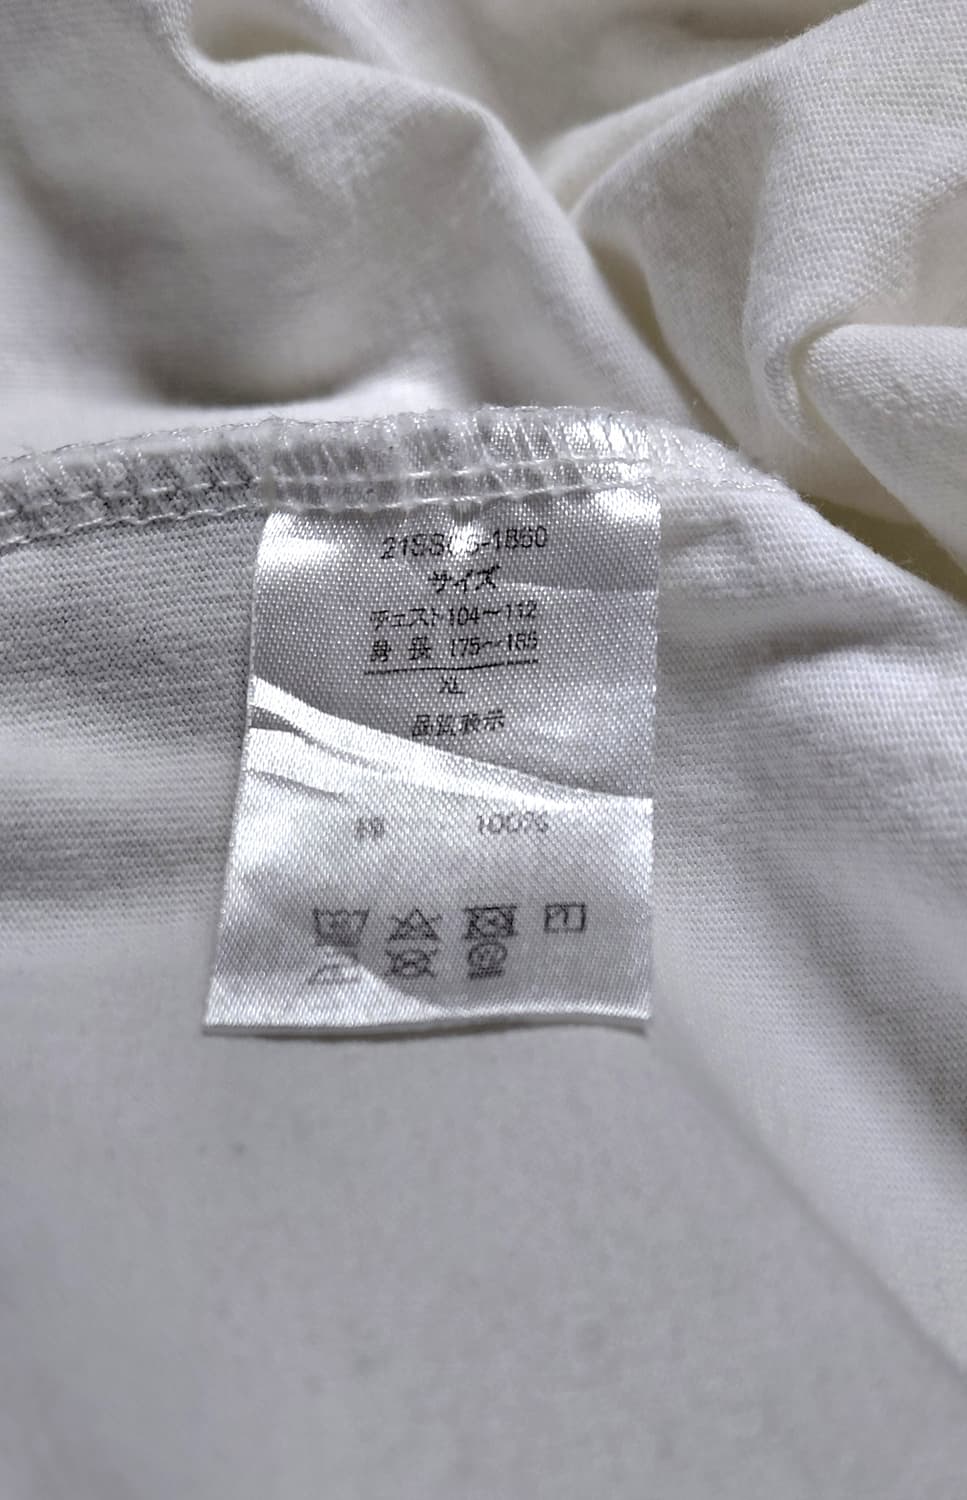 サイズ
チェスト104～112
身長 175～185
XL
品質表示
綿 100%